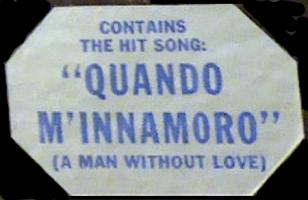 CONTAINS
THE HIT SONG:
"QUANDO
M'INNAMORO"
(A MAN WITHOUT LOVE)